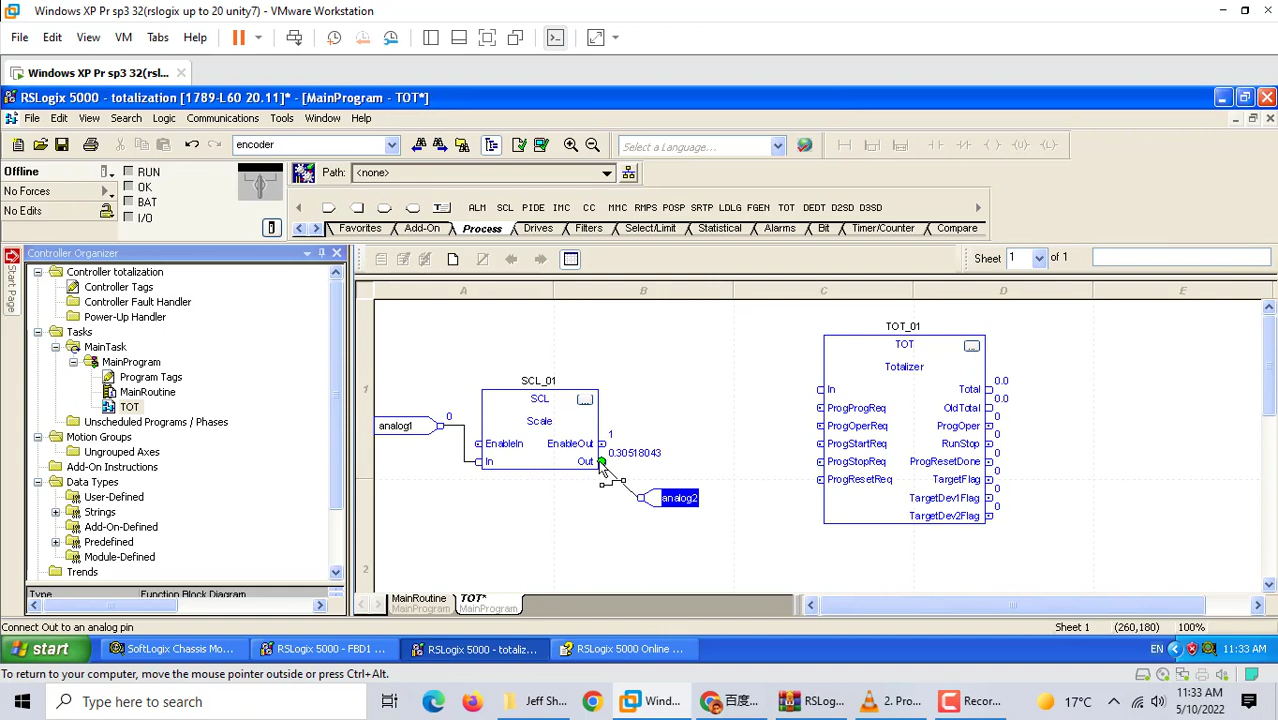 Windows XP Pr sp3 32(rslogix up to 20 unity7) - VMware Workstation
File Edit View VM Tabs Help
Windows XP Pr sp3 32(rsl...
RSLogix 5000 - totalization [1789-L60 20.11]* - [MainProgram - TOT*]
File Edit View Search Logic Communications Tools Window Help
encoder
Select a Language...
Offline
RUN
Path: <none>
No Forces
OK
BAT
No Edits
I/O
ALM SCL PIDE IMC CC MMC RMPS POSP SRTP LDLG FGEN TOT DEDT D2SD D3SD
Favorites Add-On Process Drives Filters Select/Limit Statistical Alarms Bit Timer/Counter Compare
Start Page
Controller Organizer
Sheet 1 of 1
Controller totalization
Controller Tags
Controller Fault Handler
Power-Up Handler
Tasks
MainTask
MainProgram
Program Tags
MainRoutine
TOT
Unscheduled Programs / Phases
Motion Groups
Ungrouped Axes
Add-On Instructions
Data Types
User-Defined
Strings
Add-On-Defined
Predefined
Module-Defined
Trends
Type Function Block Diagram
A B C D E
1
2
SCL_01
SCL
Scale
analog1 0
EnableIn EnableOut 1
In Out 0.30518043
analog2
TOT_01
TOT
Totalizer
In Total 0.0
ProgProgReq OldTotal 0.0
ProgOperReq ProgOper 0
ProgStartReq RunStop 0
ProgStopReq ProgResetDone 0
ProgResetReq TargetFlag 0
TargetDev1Flag 0
TargetDev2Flag 0
MainRoutine
MainProgram
TOT*
MainProgram
Connect Out to an analog pin
Sheet 1 (260,180) 100%
start
SoftLogix Chassis Mo...
RSLogix 5000 - FBD1 ...
RSLogix 5000 - totaliz...
RSLogix 5000 Online ...
EN
11:33 AM
To return to your computer, move the mouse pointer outside or press Ctrl+Alt.
Type here to search
Jeff Sh...
Wind...
百度...
RSLog...
2. Pro...
Recor...
17°C
11:33 AM
5/10/2022